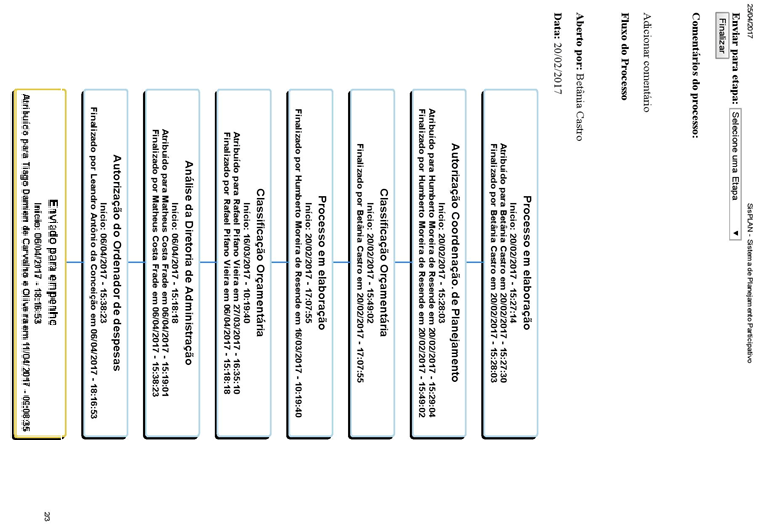 25/04/2017
SisPLAN - Sistema de Planejamento Participativo
Enviar para etapa: Selecione uma Etapa
Finalizar
Comentários do processo:
Adicionar comentário
Fluxo do Processo
Aberto por: Betânia Castro
Data: 20/02/2017
Processo em elaboração
Início: 20/02/2017 - 15:27:14
Atribuído para Betânia Castro em 20/02/2017 - 15:27:30
Finalizado por Betânia Castro em 20/02/2017 - 15:28:03
Autorização Coordenação. de Planejamento
Início: 20/02/2017 - 15:28:03
Atribuído para Humberto Moreira de Resende em 20/02/2017 - 15:29:04
Finalizado por Humberto Moreira de Resende em 20/02/2017 - 15:49:02
Classificação Orçamentária
Início: 20/02/2017 - 15:49:02
Finalizado por Betânia Castro em 20/02/2017 - 17:07:55
Processo em elaboração
Início: 20/02/2017 - 17:07:55
Finalizado por Humberto Moreira de Resende em 16/03/2017 - 10:19:40
Classificação Orçamentária
Início: 16/03/2017 - 10:19:40
Atribuído para Rafael Pifano Vieira em 27/03/2017 - 16:35:10
Finalizado por Rafael Pifano Vieira em 06/04/2017 - 15:18:18
Análise da Diretoria de Administração
Início: 06/04/2017 - 15:18:18
Atribuído para Matheus Costa Frade em 06/04/2017 - 15:19:01
Finalizado por Matheus Costa Frade em 06/04/2017 - 15:38:23
Autorização do Ordenador de despesas
Início: 06/04/2017 - 15:38:23
Finalizado por Leandro Antônio da Conceição em 06/04/2017 - 18:16:53
Enviado para empenho
Início: 06/04/2017 - 18:16:53
Atribuído para Tiago Damien de Carvalho e Oliveira em 11/04/2017 - 09:08:35
2/3